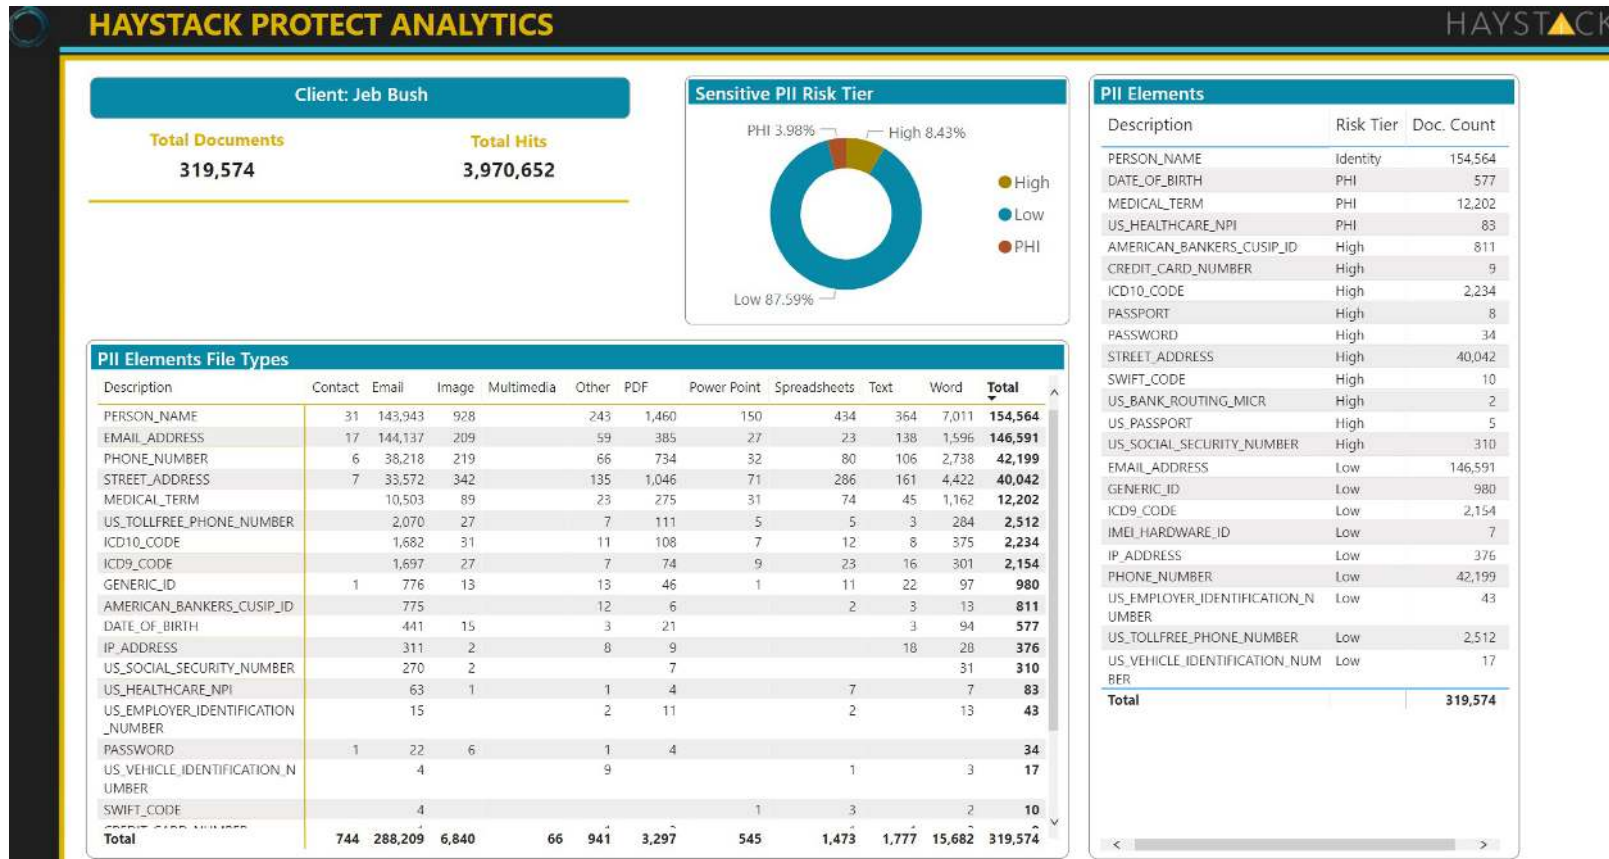 HAYSTACK PROTECT ANALYTICS
HAYSTACK
Client: Jeb Bush
Total Documents Total Hits
319,574 3,970,652
Sensitive PII Risk Tier
PHI 3.98% High 8.43%
High
Low
PHI
Low 87.59%
PII Elements File Types
Description Contact Email Image Multimedia Other PDF Power Point Spreadsheets Text Word Total
PERSON_NAME 31 143,943 928 243 1,460 150 434 364 7,011 154,564
EMAIL_ADDRESS 17 144,137 209 59 385 27 23 138 1,596 146,591
PHONE_NUMBER 6 38,218 219 66 734 32 80 106 2,738 42,199
STREET_ADDRESS 7 33,572 342 135 1,046 71 286 161 4,422 40,042
MEDICAL_TERM 10,503 89 23 275 31 74 45 1,162 12,202
US_TOLLFREE_PHONE_NUMBER 2,070 27 7 111 5 5 3 284 2,512
ICD10_CODE 1,682 31 11 108 7 12 8 375 2,234
ICD9_CODE 1,697 27 7 74 9 23 16 301 2,154
GENERIC_ID 1 776 13 13 46 1 11 22 97 980
AMERICAN_BANKERS_CUSIP_ID 775 12 6 2 3 13 811
DATE_OF_BIRTH 441 15 3 21 3 94 577
IP_ADDRESS 311 2 8 9 18 28 376
US_SOCIAL_SECURITY_NUMBER 270 2 7 31 310
US_HEALTHCARE_NPI 63 1 1 4 7 7 83
US_EMPLOYER_IDENTIFICATION 15 2 11 2 13 43
_NUMBER
PASSWORD 1 22 6 1 4 34
US_VEHICLE_IDENTIFICATION_N 4 9 1 3 17
UMBER
SWIFT_CODE 4 1 3 2 10
Total 744 288,209 6,840 66 941 3,297 545 1,473 1,777 15,682 319,574
PII Elements
Description Risk Tier Doc. Count
PERSON_NAME Identity 154,564
DATE_OF_BIRTH PHI 577
MEDICAL_TERM PHI 12,202
US_HEALTHCARE_NPI PHI 83
AMERICAN_BANKERS_CUSIP_ID High 811
CREDIT_CARD_NUMBER High 9
ICD10_CODE High 2,234
PASSPORT High 8
PASSWORD High 34
STREET_ADDRESS High 40,042
SWIFT_CODE High 10
US_BANK_ROUTING_MICR High 2
US_PASSPORT High 5
US_SOCIAL_SECURITY_NUMBER High 310
EMAIL_ADDRESS Low 146,591
GENERIC_ID Low 980
ICD9_CODE Low 2,154
IMEI_HARDWARE_ID Low 7
IP_ADDRESS Low 376
PHONE_NUMBER Low 42,199
US_EMPLOYER_IDENTIFICATION_N Low 43
UMBER
US_TOLLFREE_PHONE_NUMBER Low 2,512
US_VEHICLE_IDENTIFICATION_NUM Low 17
BER
Total 319,574